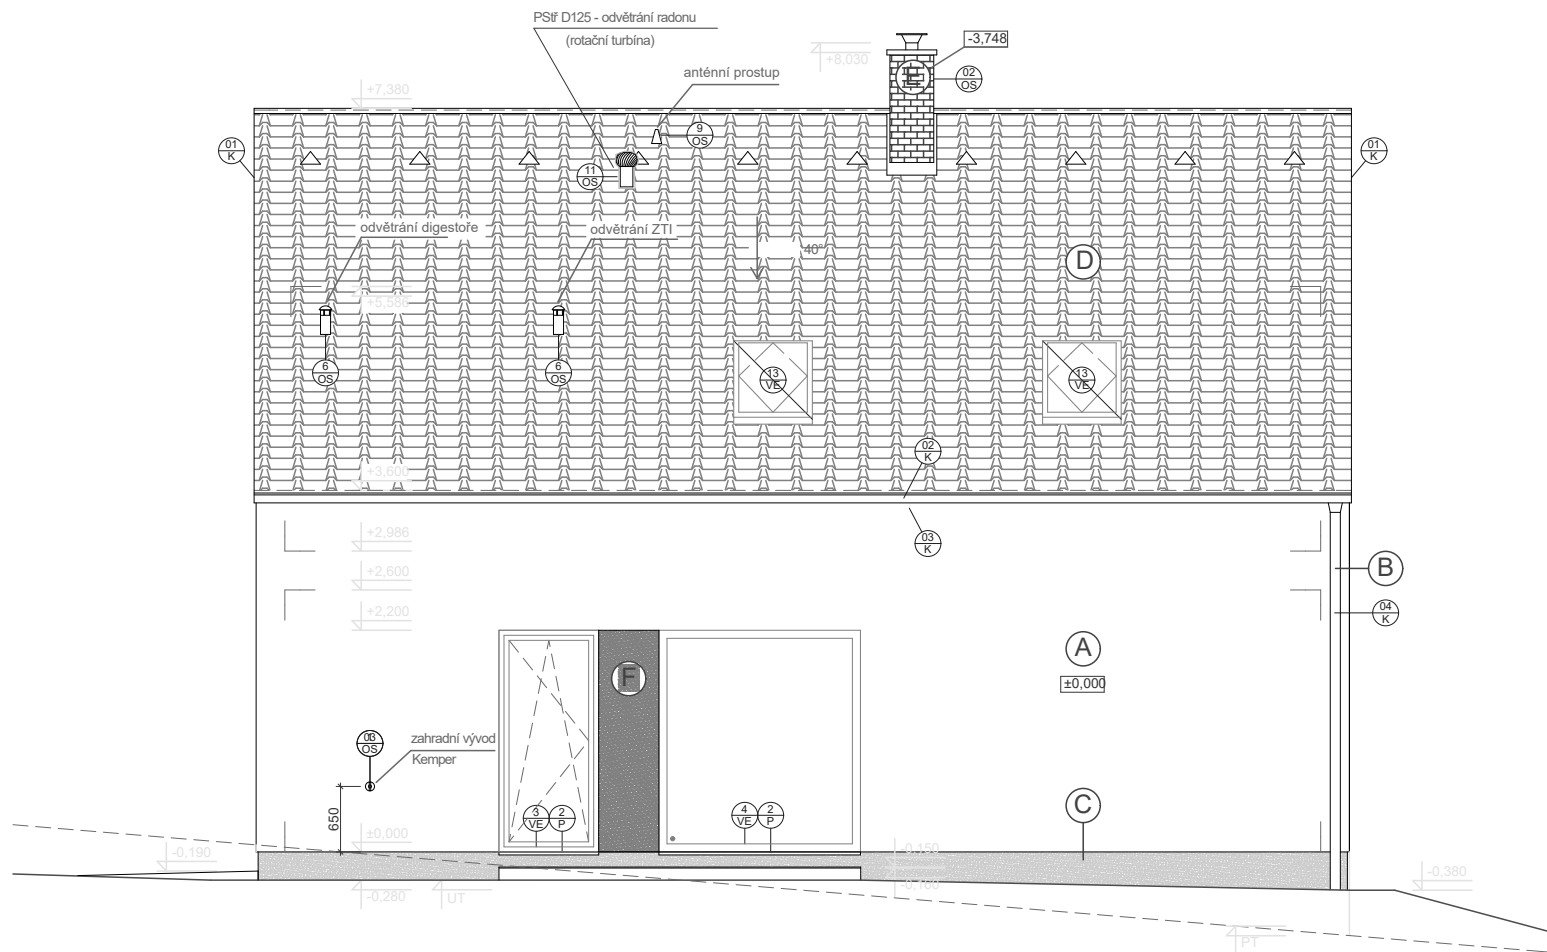 PStř D125 - odvětrání radonu
(rotační turbína)
-3,748
+8,030
E
02
OS
anténní prostup
+7,380
9
OS
01
K
01
K
11
OS
odvětrání digestoře
odvětrání ZTI
40°
D
+5,586
6
OS
6
OS
13
VE
13
VE
02
K
+3,600
+2,986
03
K
B
+2,600
+2,200
04
K
A
±0,000
F
zahradní vývod
Kemper
OS
650
3
VE
2
P
4
VE
2
P
C
±0,000
-0,190
-0,150
-0,160
-0,280
UT
-0,380
PT